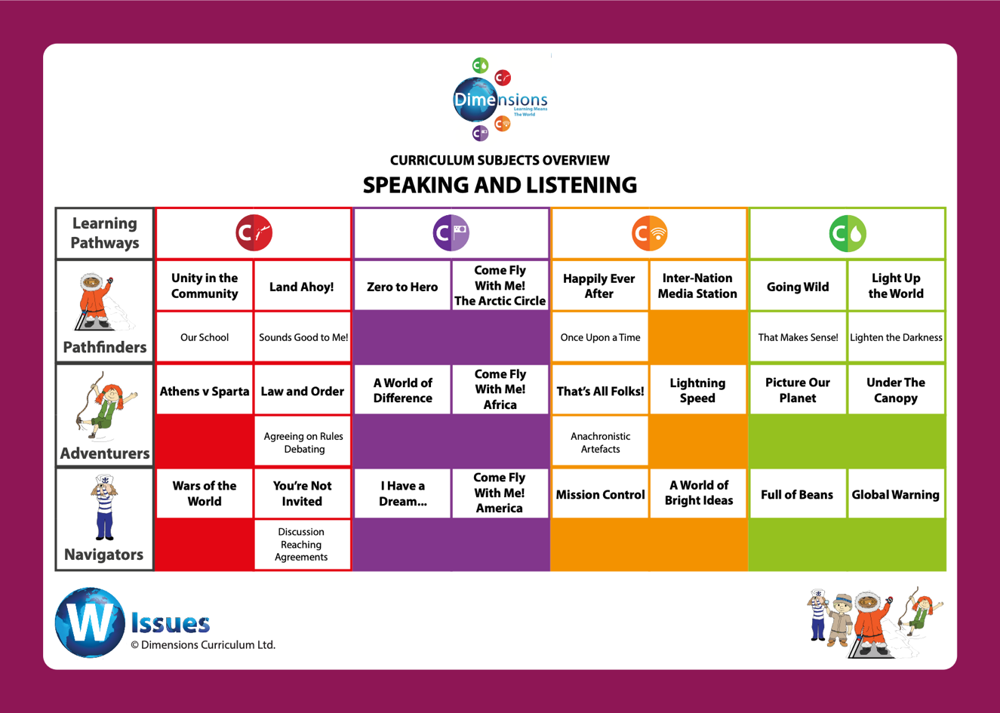 C
C
Dimensions
Learning Means
The World
C
C
CURRICULUM SUBJECTS OVERVIEW
SPEAKING AND LISTENING
Learning
Pathways
C
C
C
C
Pathfinders
Unity in the
Community
Land Ahoy!
Zero to Hero
Come Fly
With Me!
The Arctic Circle
Happily Ever
After
Inter-Nation
Media Station
Going Wild
Light Up
the World
Our School
Sounds Good to Me!
Once Upon a Time
That Makes Sense!
Lighten the Darkness
Adventurers
Athens v Sparta
Law and Order
A World of
Difference
Come Fly
With Me!
Africa
That's All Folks!
Lightning
Speed
Picture Our
Planet
Under The
Canopy
Agreeing on Rules
Debating
Anachronistic
Artefacts
Navigators
Wars of the
World
You're Not
Invited
I Have a
Dream...
Come Fly
With Me!
America
Mission Control
A World of
Bright Ideas
Full of Beans
Global Warning
Discussion
Reaching
Agreements
W Issues
© Dimensions Curriculum Ltd.